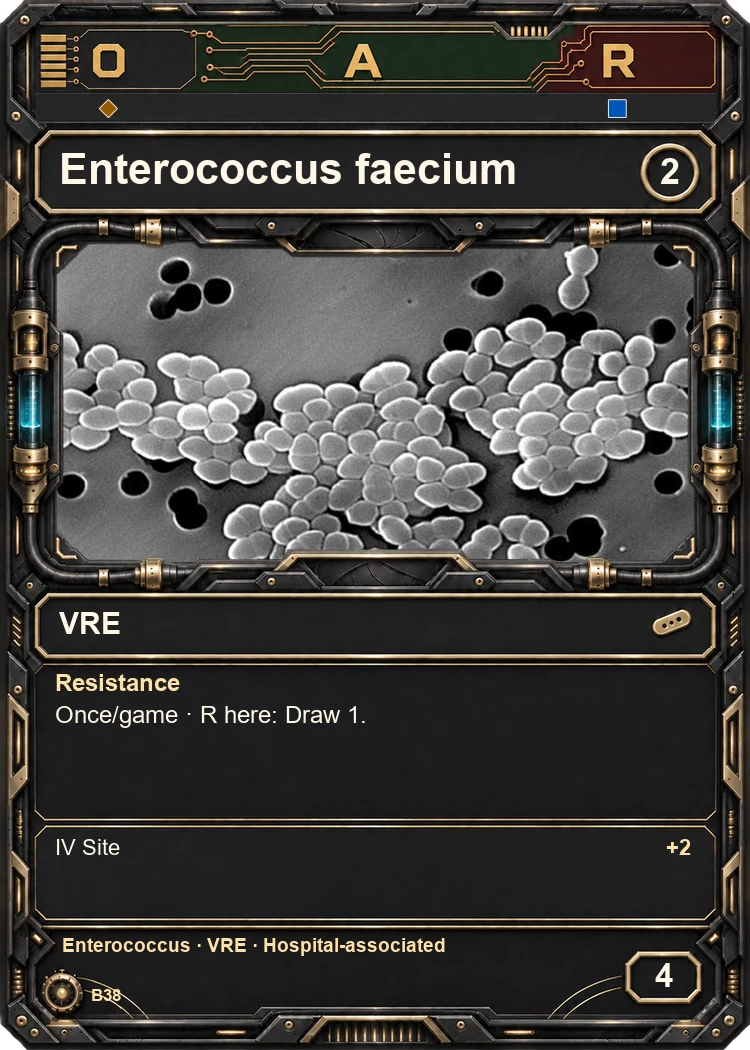 O A R
Enterococcus faecium 2
VRE
Resistance
Once/game · R here: Draw 1.
IV Site +2
Enterococcus · VRE · Hospital-associated
4
B38